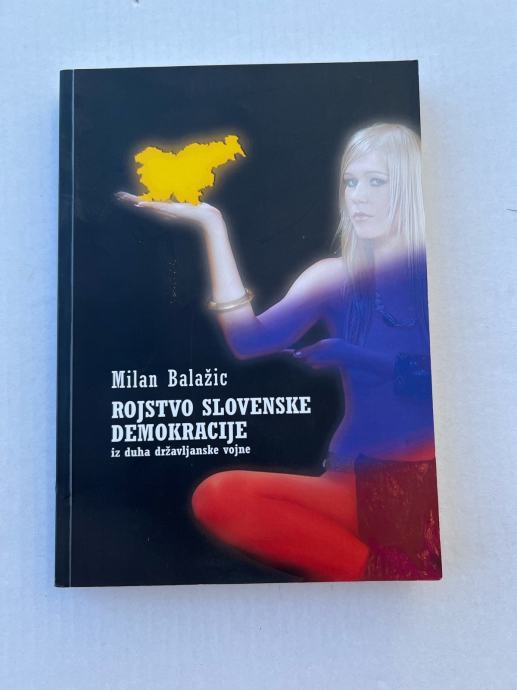 Milan Balažic
ROJSTVO SLOVENSKE
DEMOKRACIJE
iz duha državljanske vojne